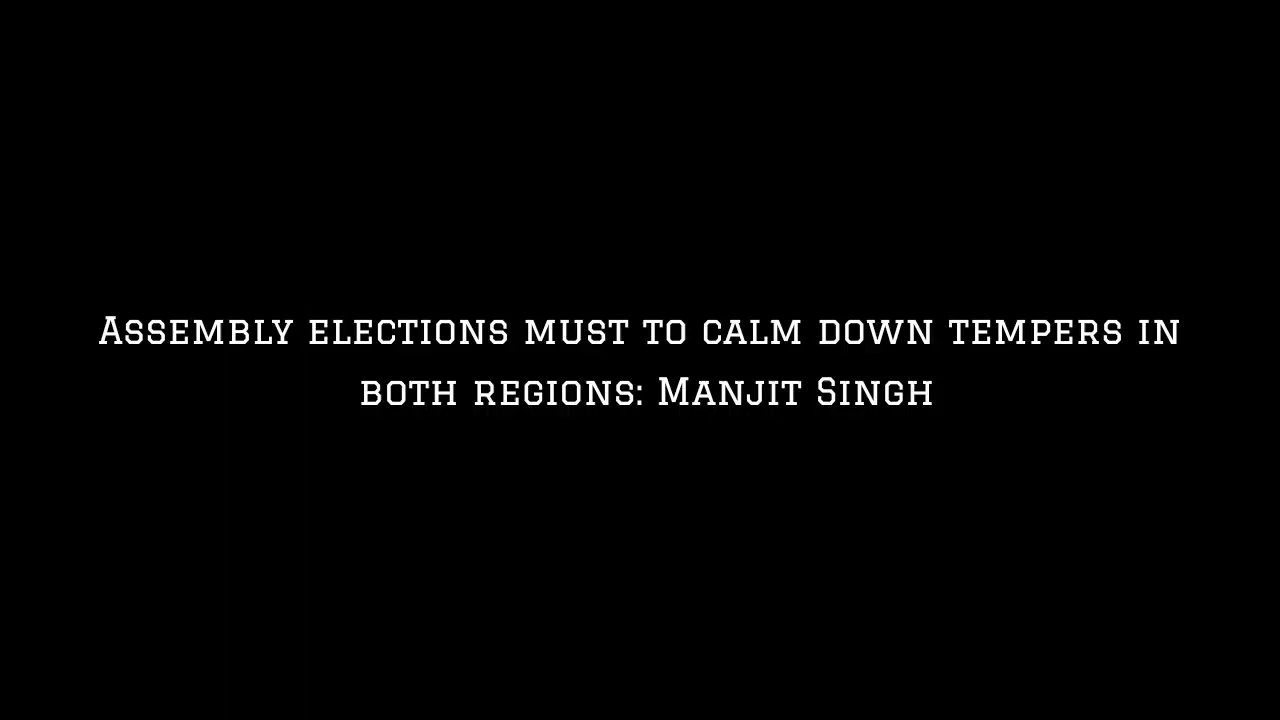 Assembly elections must to calm down tempers in
both regions: Manjit Singh